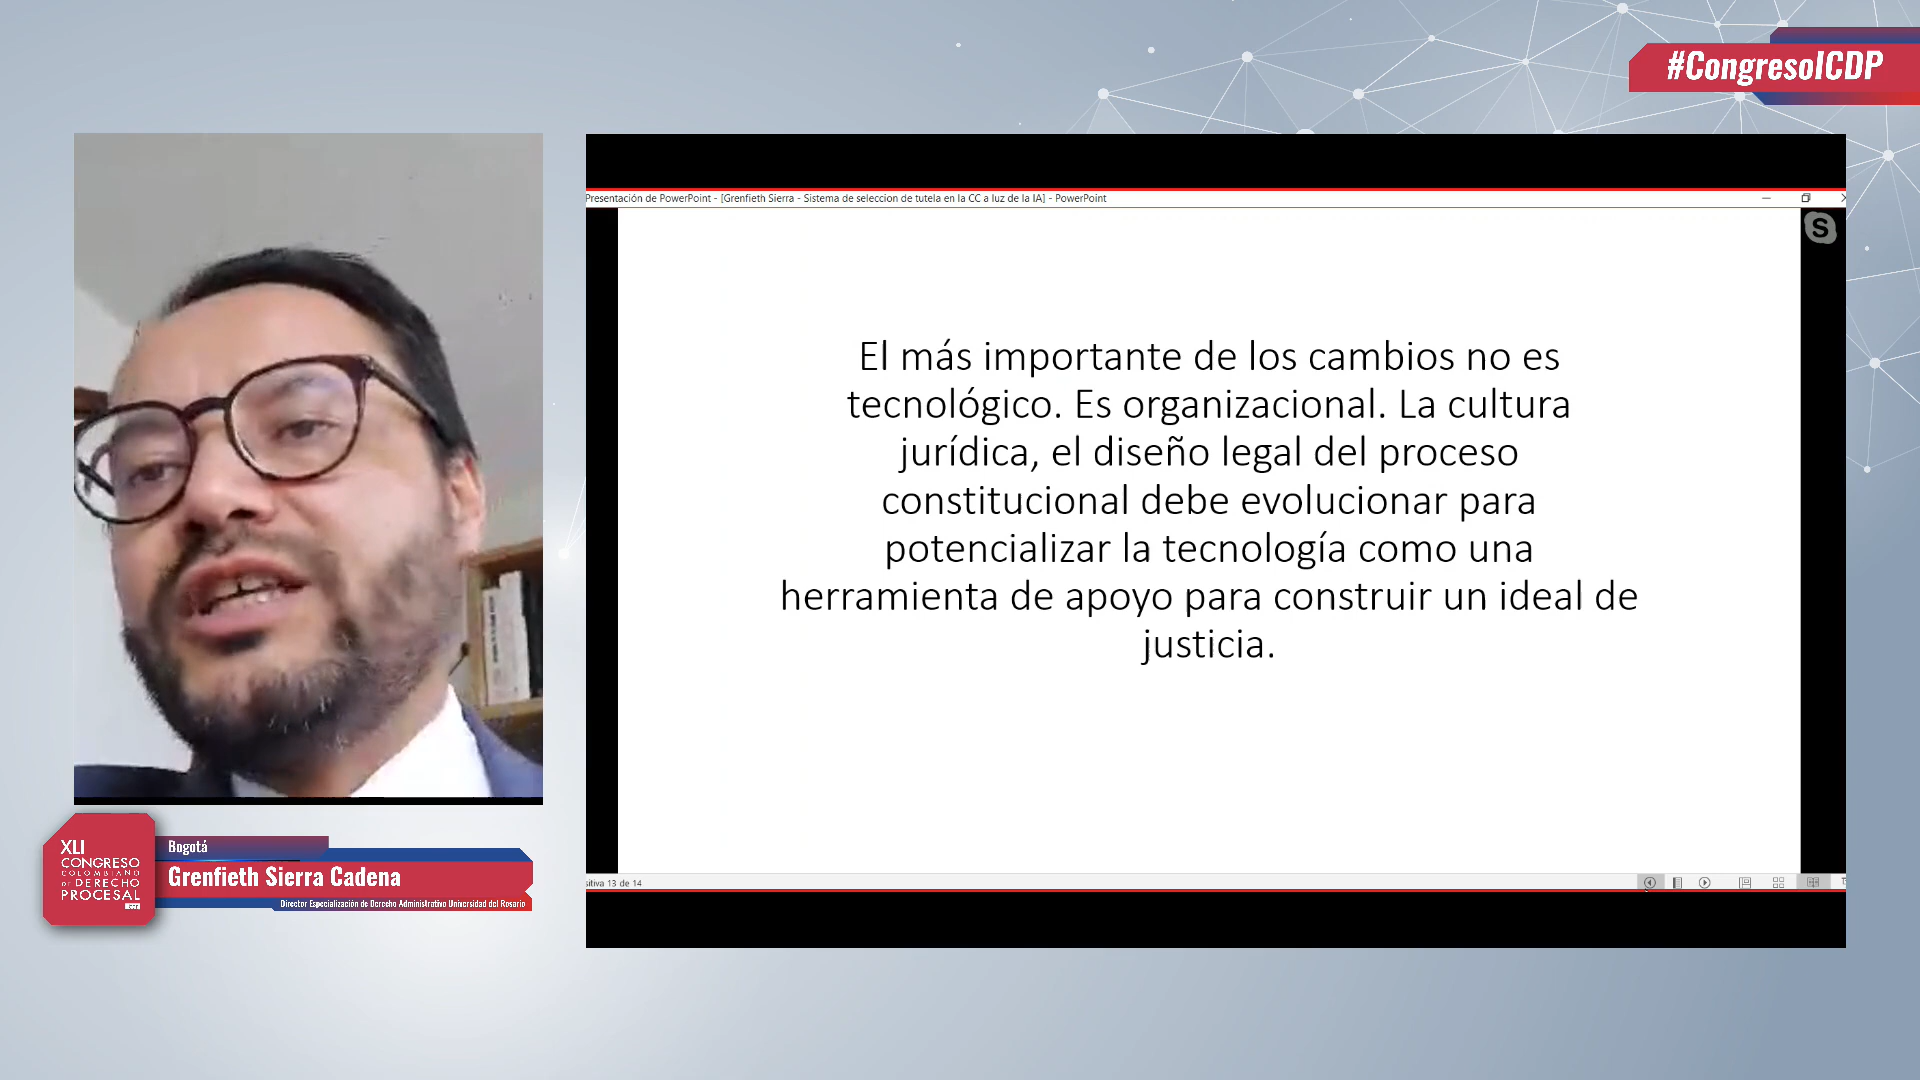 #CongresoICDP
Presentación de PowerPoint - [Grenfieth Sierra - Sistema de seleccion de tutela en la CC a luz de la IA] - PowerPoint
S
El más importante de los cambios no es
tecnológico. Es organizacional. La cultura
jurídica, el diseño legal del proceso
constitucional debe evolucionar para
potencializar la tecnología como una
herramienta de apoyo para construir un ideal de
justicia.
sitiva 13 de 14
XLI
CONGRESO
COLOMBIANO
DE DERECHO
PROCESAL
Bogotá
Grenfieth Sierra Cadena
Director Especialización de Derecho Administrativo Universidad del Rosario